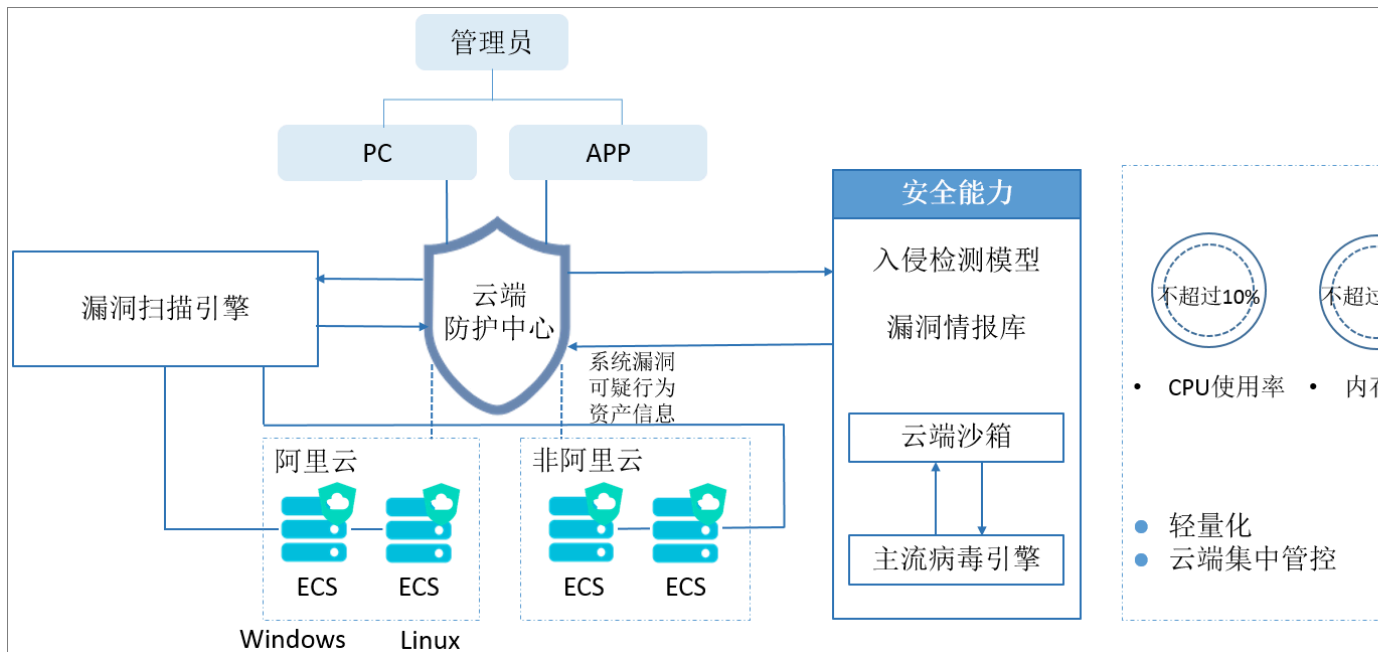 管理员
PC
APP
漏洞扫描引擎
云端
防护中心
系统漏洞
可疑行为
资产信息
阿里云
ECS
ECS
Windows
Linux
非阿里云
ECS
ECS
安全能力
入侵检测模型
漏洞情报库
云端沙箱
主流病毒引擎
不超过10%
不超过
• CPU使用率
• 内
● 轻量化
● 云端集中管控